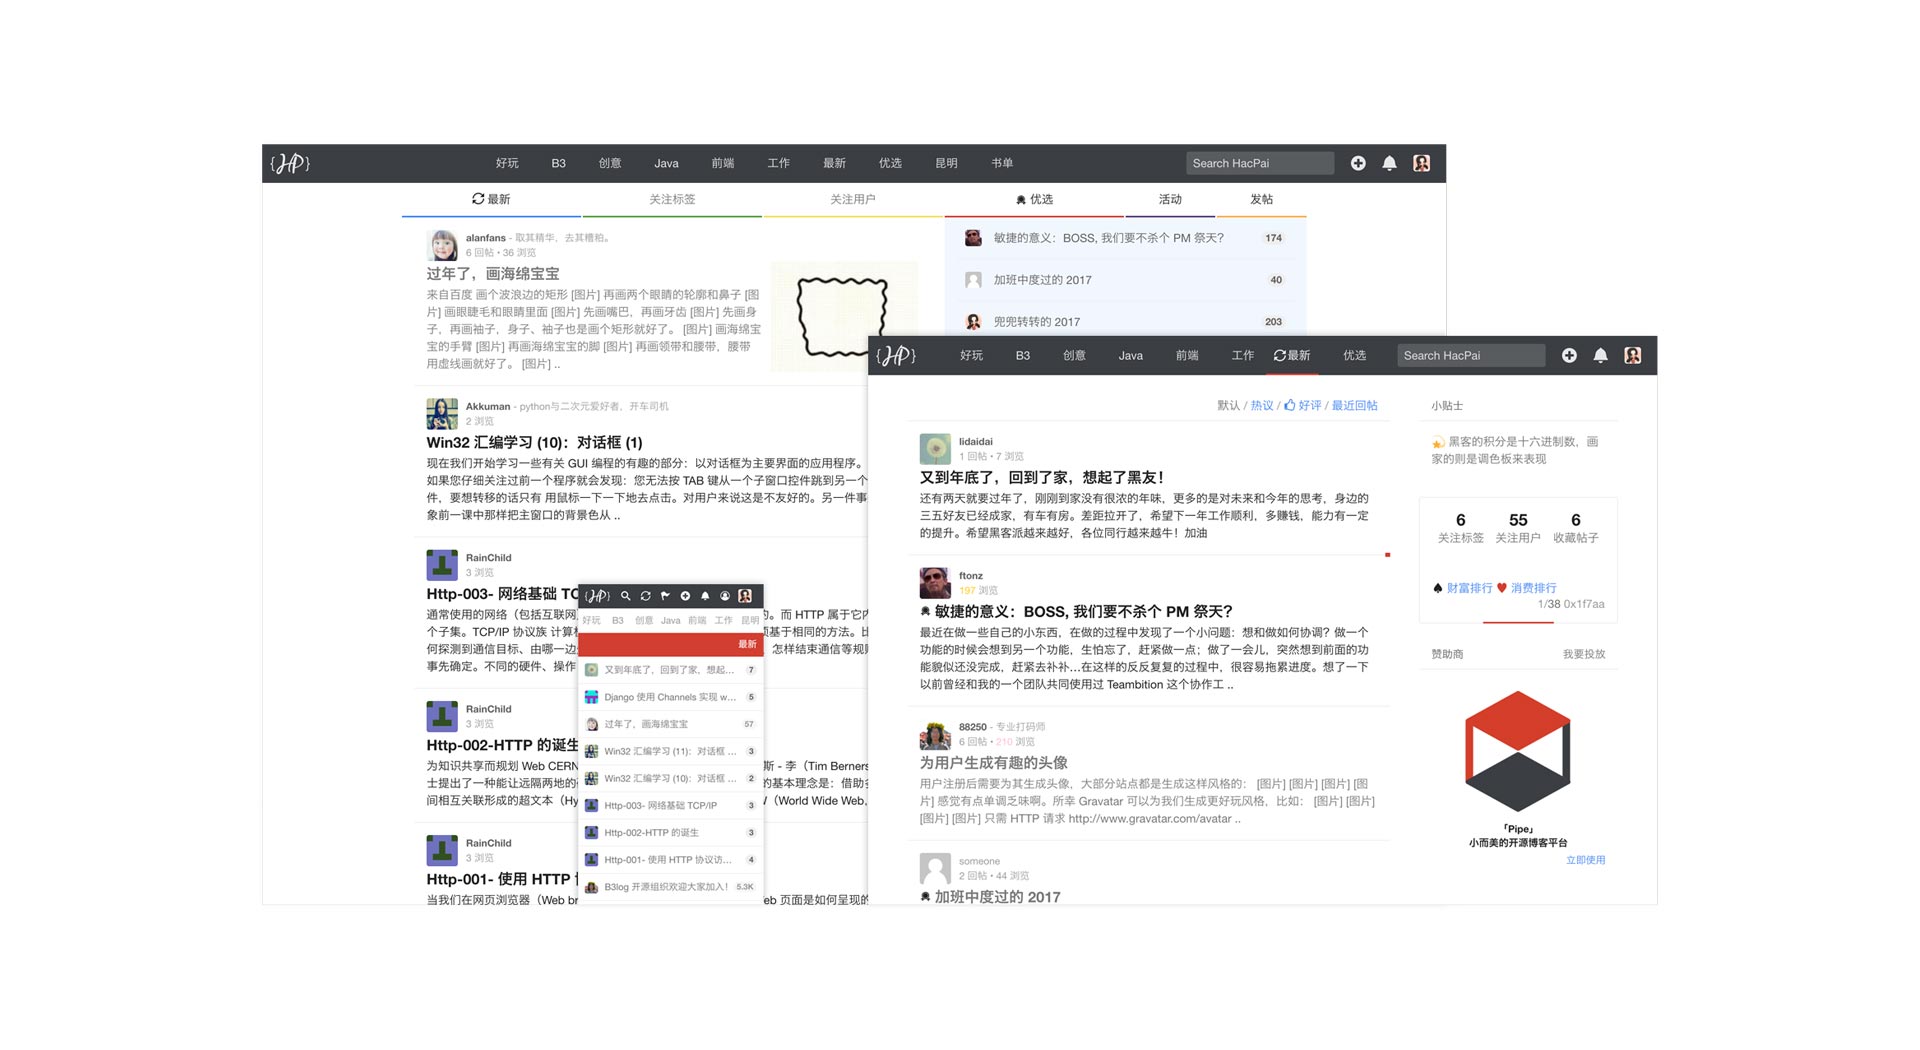 {HP} 好玩 B3 创意 Java 前端 工作 最新 优选 昆明 书单 Search HacPai
最新 关注标签 关注用户 优选 活动 发帖
alanfans - 取其精华，去其糟粕。
6 回帖 • 36 浏览
过年了，画海绵宝宝
来自百度 画个波浪边的矩形 [图片] 再画两个眼睛的轮廓和鼻子 [图
片] 画眼睫毛和眼睛里面 [图片] 先画嘴巴，再画牙齿 [图片] 先画身
子，再画袖子，身子、袖子也是画个矩形就好了。 [图片] 画海绵宝
宝的手臂 [图片] 再画海绵宝宝的脚 [图片] 再画领带和腰带，腰带
用虚线画就好了。 [图片] ..
敏捷的意义：BOSS, 我们要不杀个 PM 祭天？ 174
加班中度过的 2017 40
兜兜转转的 2017 203
Akkuman - python与二次元爱好者，开车司机
2 浏览
Win32 汇编学习 (10)：对话框 (1)
现在我们开始学习一些有关 GUI 编程的有趣的部分：以对话框为主要界面的应用程序。
如果您仔细关注过前一个程序就会发现：您无法按 TAB 键从一个子窗口控件跳到另一个
件，要想转移的话只有 用鼠标一下一下地去点击。对用户来说这是不友好的。另一件事
象前一课中那样把主窗口的背景色从 ..
RainChild
3 浏览
Http-003- 网络基础 TC
通常使用的网络（包括互联网 的。而 HTTP 属于它内
个子集。TCP/IP 协议族 计算机 须基于相同的方法。比
何探测到通信目标、由哪一边 怎样结束通信等规则
事先确定。不同的硬件、操作
RainChild
3 浏览
Http-002-HTTP 的诞生
为知识共享而规划 Web CERN 斯 - 李（Tim Berners
士提出了一种能让远隔两地的 的基本理念是：借助多
间相互关联形成的超文本（Hy （World Wide Web,
RainChild
3 浏览
Http-001- 使用 HTTP
当我们在网页浏览器（Web br eb 页面是如何呈现的
{HP}
好玩 B3 创意 Java 前端 工作 昆明
最新
又到年底了，回到了家，想起... 7
Django 使用 Channels 实现 w... 5
过年了，画海绵宝宝 57
Win32 汇编学习 (11)：对话框 ... 3
Win32 汇编学习 (10)：对话框 ... 2
Http-003- 网络基础 TCP/IP 3
Http-002-HTTP 的诞生 3
Http-001- 使用 HTTP 协议访... 4
B3log 开源组织欢迎大家加入！ 5.3K
{HP} 好玩 B3 创意 Java 前端 工作 最新 优选 Search HacPai
默认 / 热议 / 好评 / 最近回帖
lidaidai
1 回帖 • 7 浏览
又到年底了，回到了家，想起了黑友！
还有两天就要过年了，刚刚到家没有很浓的年味，更多的是对未来和今年的思考，身边的
三五好友已经成家，有车有房。差距拉开了，希望下一年工作顺利，多赚钱，能力有一定
的提升。希望黑客派越来越好，各位同行越来越牛！加油
ftonz
197 浏览
敏捷的意义：BOSS, 我们要不杀个 PM 祭天？
最近在做一些自己的小东西，在做的过程中发现了一个小问题：想和做如何协调？做一个
功能的时候会想到另一个功能，生怕忘了，赶紧做一点；做了一会儿，突然想到前面的功
能貌似还没完成，赶紧去补补...在这样的反反复复的过程中，很容易拖累进度。想了一下
以前曾经和我的一个团队共同使用过 Teambition 这个协作工 ..
88250 - 专业打码师
6 回帖 • 210 浏览
为用户生成有趣的头像
用户注册后需要为其生成头像，大部分站点都是生成这样风格的： [图片] [图片] [图片] [图
片] 感觉有点单调乏味啊。所幸 Gravatar 可以为我们生成更好玩风格，比如： [图片] [图片]
[图片] [图片] 只需 HTTP 请求 http://www.gravatar.com/avatar ..
someone
2 回帖 • 44 浏览
加班中度过的 2017
小贴士
黑客的积分是十六进制数，画
家的则是调色板来表现
6 55 6
关注标签 关注用户 收藏帖子
财富排行 消费排行
1/38 0x1f7aa
赞助商 我要投放
「Pipe」
小而美的开源博客平台
立即使用